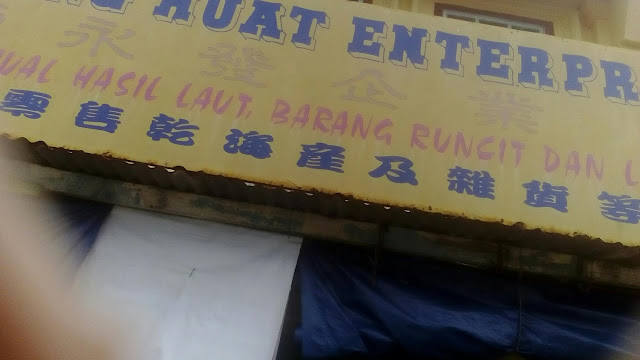 HUAT ENTERPR
永發企業
UAL HASIL LAUT, BARANG RUNCIT DAN L
零售乾海產及雜貨等